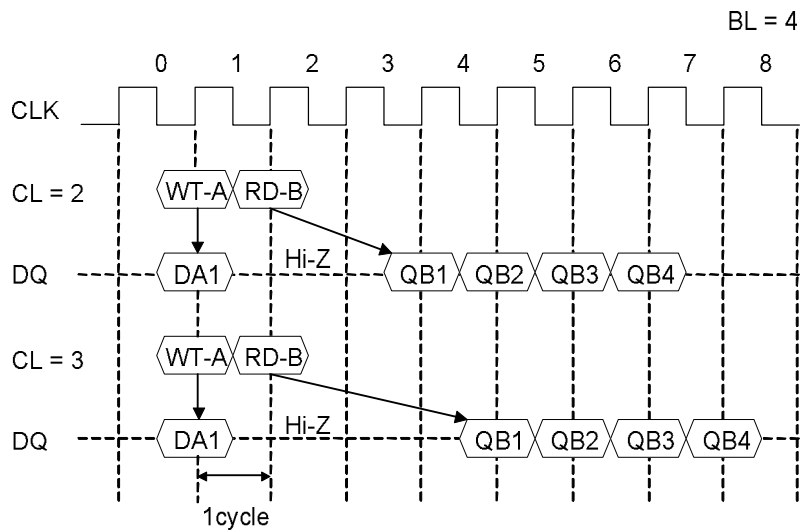 BL = 4
0 1 2 3 4 5 6 7 8
CLK
CL = 2 WT-A RD-B
DQ DA1 Hi-Z QB1 QB2 QB3 QB4
CL = 3 WT-A RD-B
DQ DA1 Hi-Z QB1 QB2 QB3 QB4
1cycle